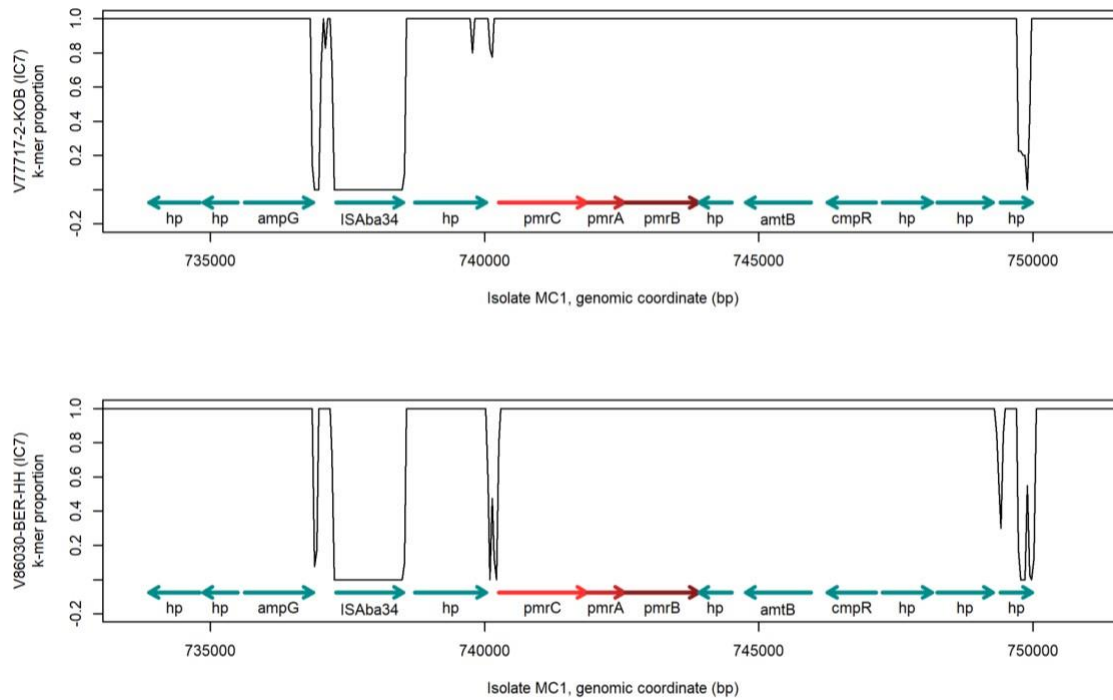 V77717-2-KOB (IC7)
k-mer proportion
1.0
0.8
0.6
0.4
0.2
-0.2
hp hp ampG ISAba34 hp pmrC pmrA pmrB hp amtB cmpR hp hp hp
735000 740000 745000 750000
Isolate MC1, genomic coordinate (bp)
V86030-BER-HH (IC7)
k-mer proportion
1.0
0.8
0.6
0.4
0.2
-0.2
hp hp ampG ISAba34 hp pmrC pmrA pmrB hp amtB cmpR hp hp hp
735000 740000 745000 750000
Isolate MC1, genomic coordinate (bp)